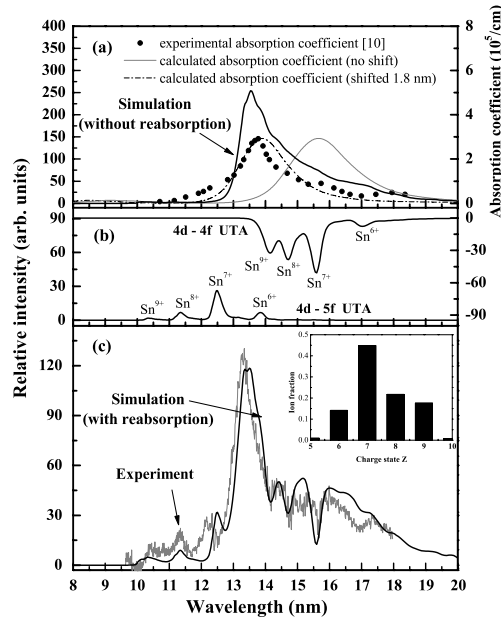 (a)
experimental absorption coefficient [10]
calculated absorption coefficient (no shift)
calculated absorption coefficient (shifted 1.8 nm)
Simulation
(without reabsorption)
400
350
300
250
200
150
100
50
0
8
6
4
2
0
Absorption coefficient (10⁵/cm)
Relative intensity (arb. units)
(b)
4d - 4f UTA
Sn⁹⁺
Sn⁸⁺
Sn⁷⁺
Sn⁶⁺
Sn⁹⁺
Sn⁸⁺
Sn⁷⁺
Sn⁶⁺
4d - 5f UTA
90
60
30
0
0
-30
-60
-90
(c)
Simulation
(with reabsorption)
Experiment
120
90
60
30
0
Ion fraction
0.5
0.4
0.3
0.2
0.1
0.0
5 6 7 8 9 10
Charge state Z
8 9 10 11 12 13 14 15 16 17 18 19 20
Wavelength (nm)